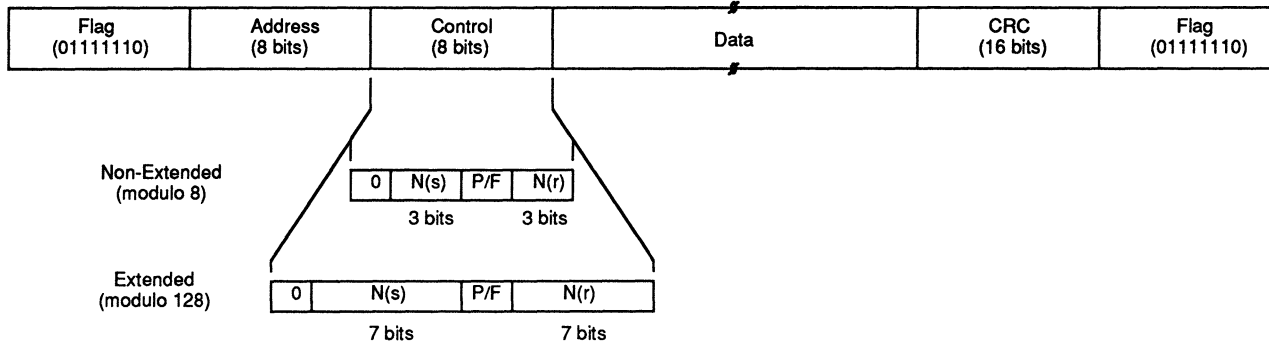 Flag
(01111110)
Address
(8 bits)
Control
(8 bits)
Data
CRC
(16 bits)
Flag
(01111110)
Non-Extended
(modulo 8)
0 N(s) P/F N(r)
3 bits 3 bits
Extended
(modulo 128)
0 N(s) P/F N(r)
7 bits 7 bits